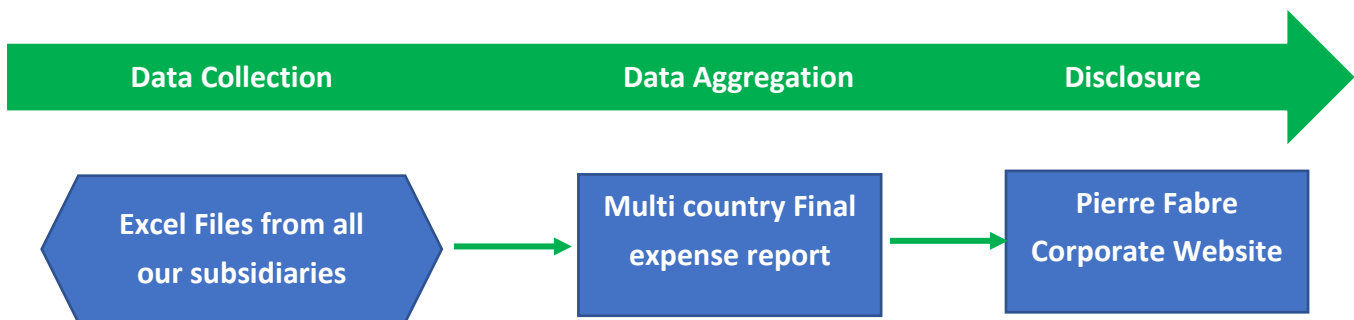 Data Collection
Data Aggregation
Disclosure
Excel Files from all
our subsidiaries
Multi country Final
expense report
Pierre Fabre
Corporate Website